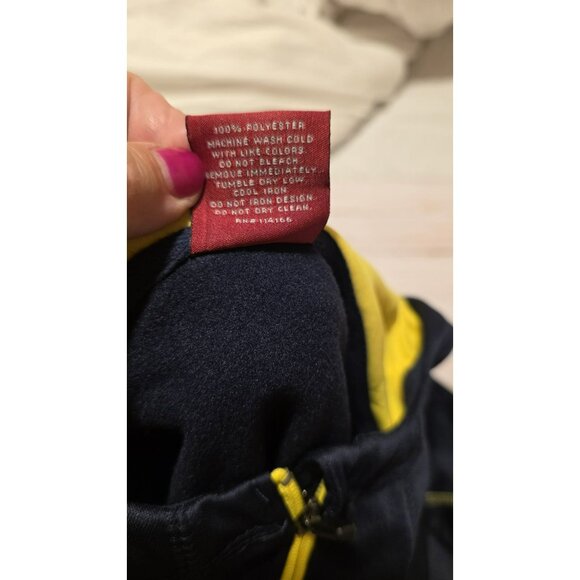 100% POLYESTER
MACHINE WASH COLD
WITH LIKE COLORS.
DO NOT BLEACH.
REMOVE IMMEDIATELY.
TUMBLE DRY LOW.
COOL IRON.
DO NOT IRON DESIGN.
DO NOT DRY CLEAN.
RN# 114166